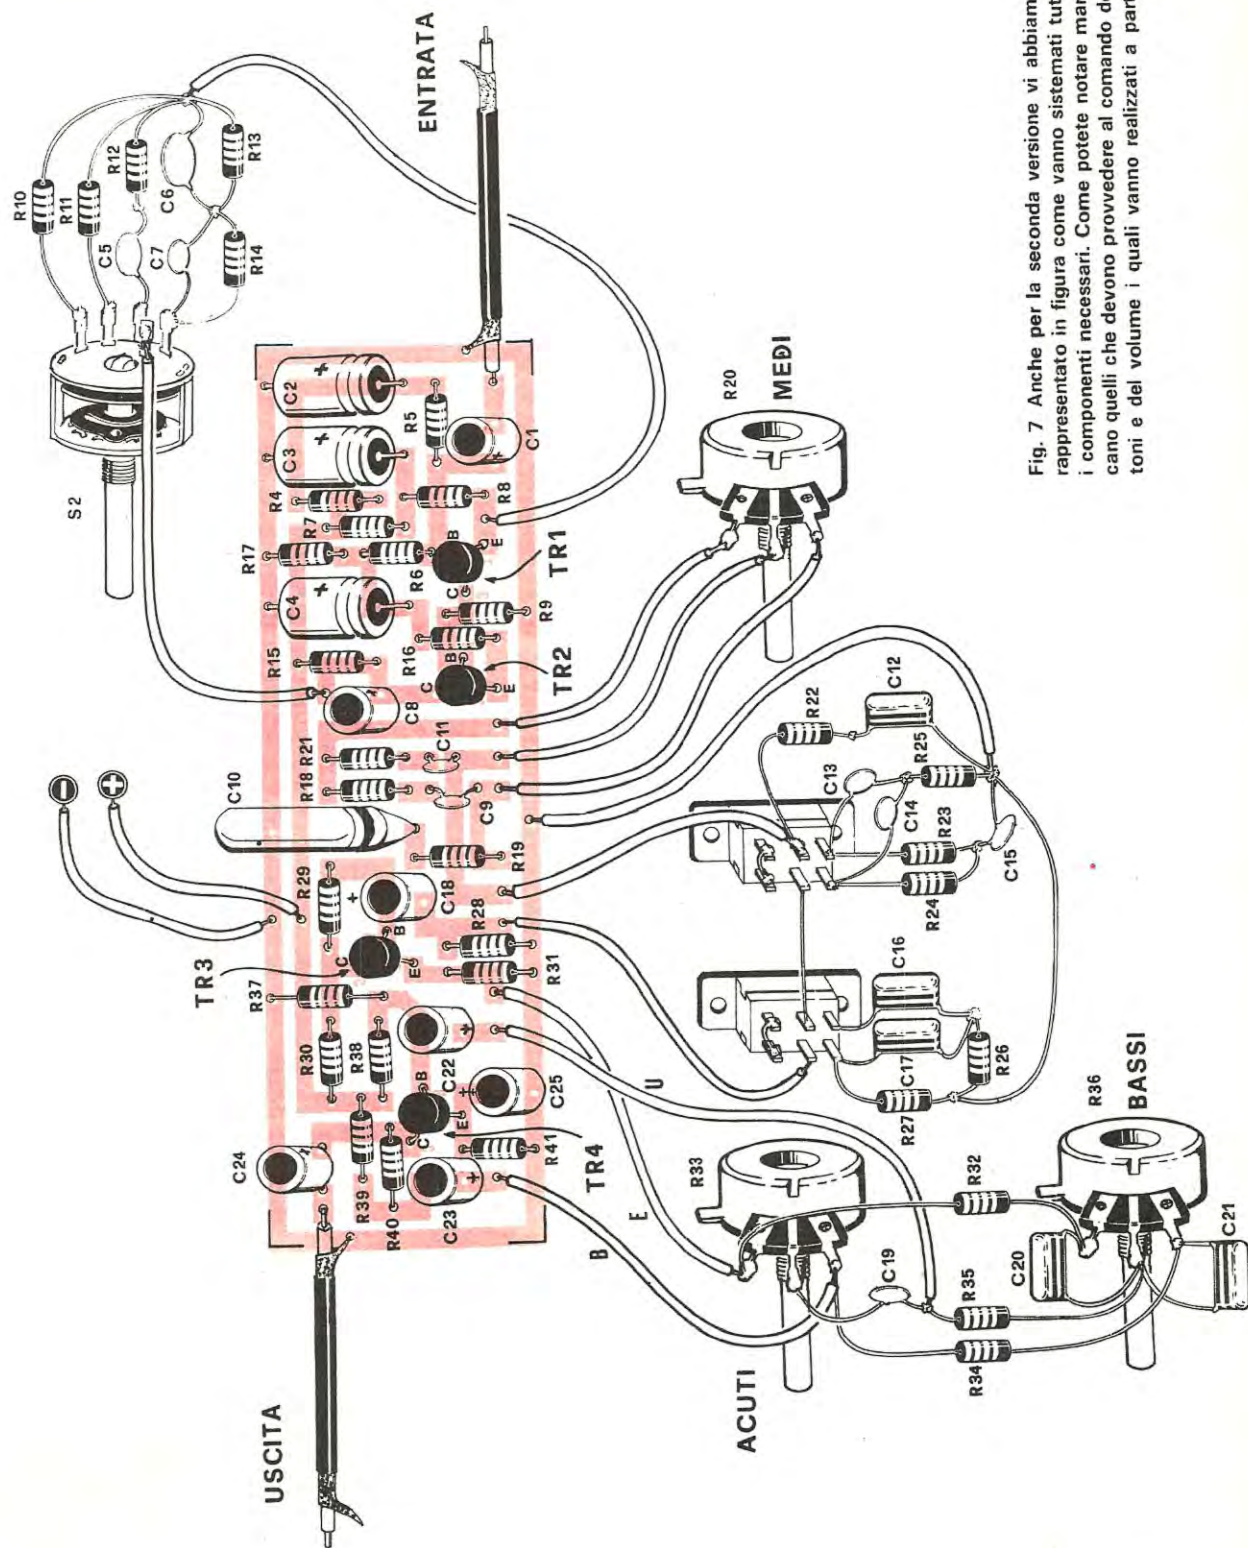 ENTRATA
R10
R11
R12
R13
C5
C6
C7
R14
S2
C2
C3
R5
C1
R4
R7
R8
R17
R6
B
E
C
TR1
C4
R9
R15
R16
B
C
E
TR2
C8
R21
C11
R18
C9
C10
R19
R29
C18
B
C
E
R28
R31
TR3
R37
R30
R38
C22
B
C
E
C25
TR4
R41
C24
R39
R40
C23
USCITA
R20
MEDI
R22
C12
C13
R25
C14
R23
R24
C15
C16
C17
R26
R27
U
E
B
R33
ACUTI
C19
R32
R36
BASSI
C20
R35
R34
C21
Fig. 7 Anche per la seconda versione vi
rappresentato in figura come vanno sistemati
i componenti necessari. Come potete notare
cano quelli che devono provvedere al comando
toni e del volume i quali vanno realizzati a